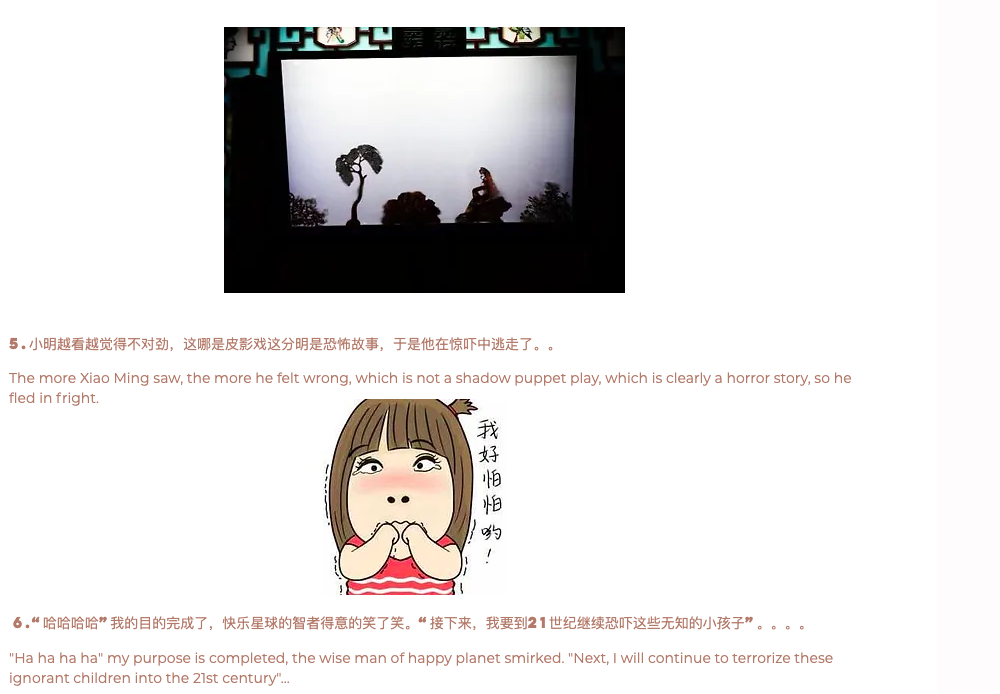 5.小明越看越觉得不对劲，这哪是皮影戏这分明是恐怖故事，于是他在惊吓中逃走了。。
The more Xiao Ming saw, the more he felt wrong, which is not a shadow puppet play, which is clearly a horror story, so he
fled in fright.
我好怕怕哟！
6.“哈哈哈哈”我的目的完成了，快乐星球的智者得意的笑了笑。“接下来，我要到21世纪继续恐吓这些无知的小孩子”。。。。
"Ha ha ha ha" my purpose is completed, the wise man of happy planet smirked. "Next, I will continue to terrorize these
ignorant children into the 21st century"...